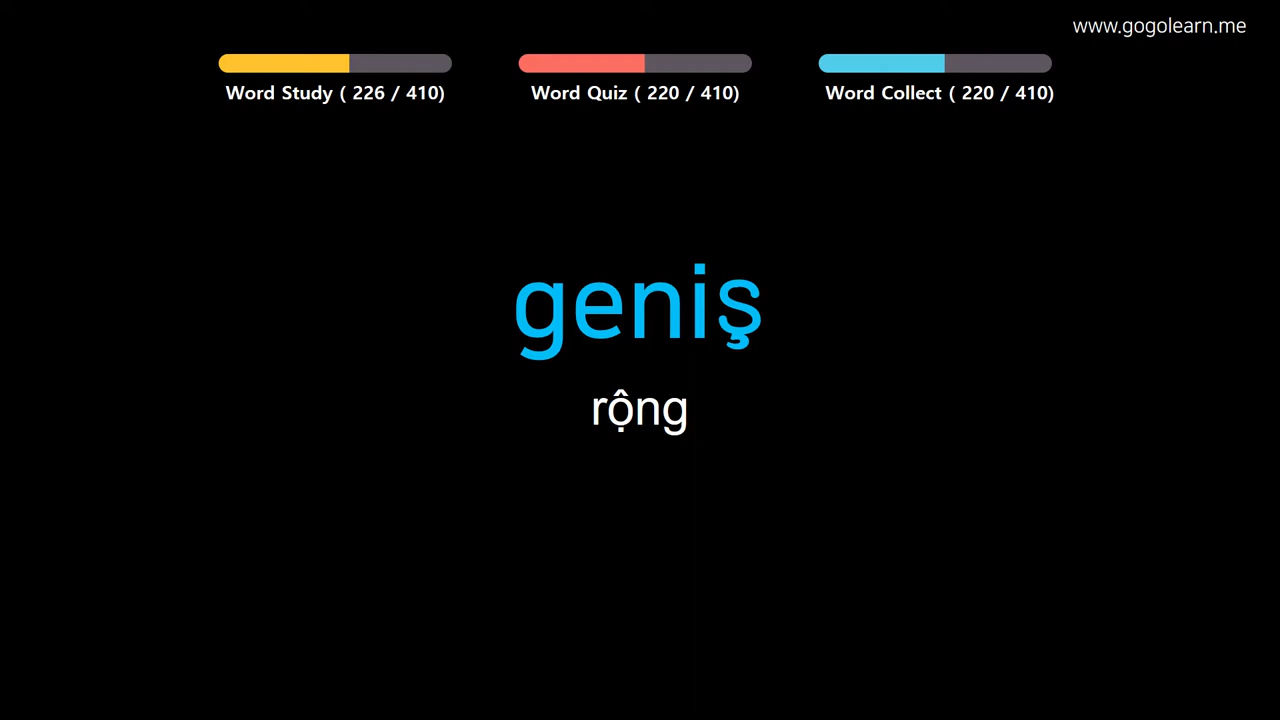 www.gogolearn.me
Word Study ( 226 / 410)
Word Quiz ( 220 / 410)
Word Collect ( 220 / 410)
geniş
rộng